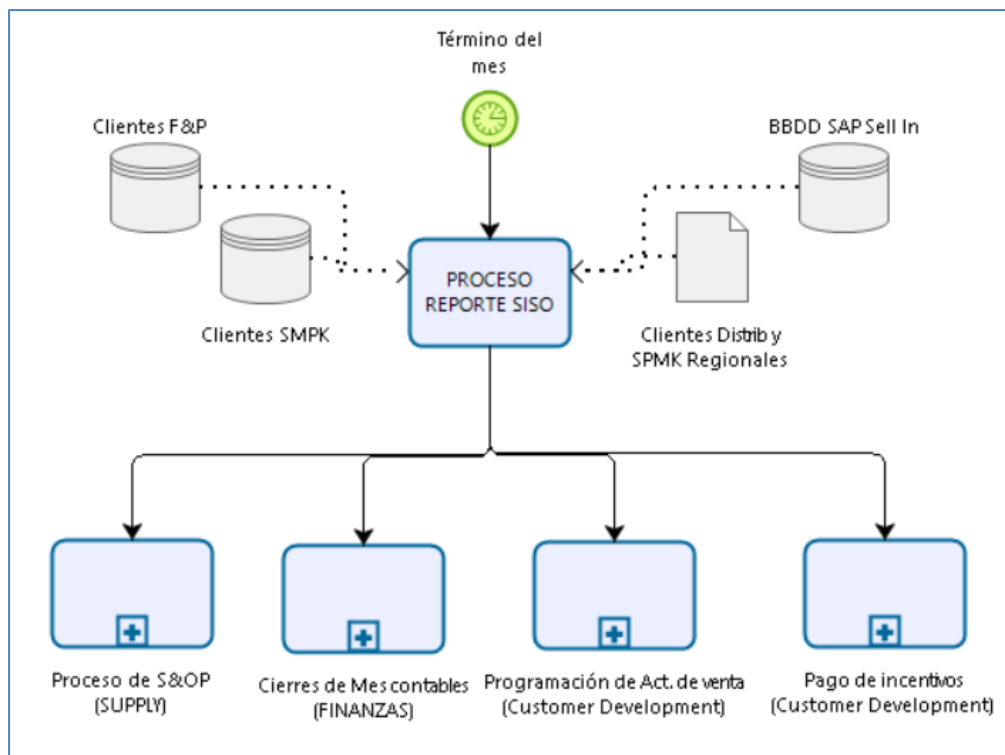 Término del
mes
Clientes F&P
BBDD SAP Sell In
PROCESO
REPORTE SISO
Clientes SMPK
Clientes Distrib y
SPMK Regionales
Proceso de S&OP
(SUPPLY)
Cierres de Mes contables
(FINANZAS)
Programación de Act. de venta
(Customer Development)
Pago de incentivos
(Customer Development)